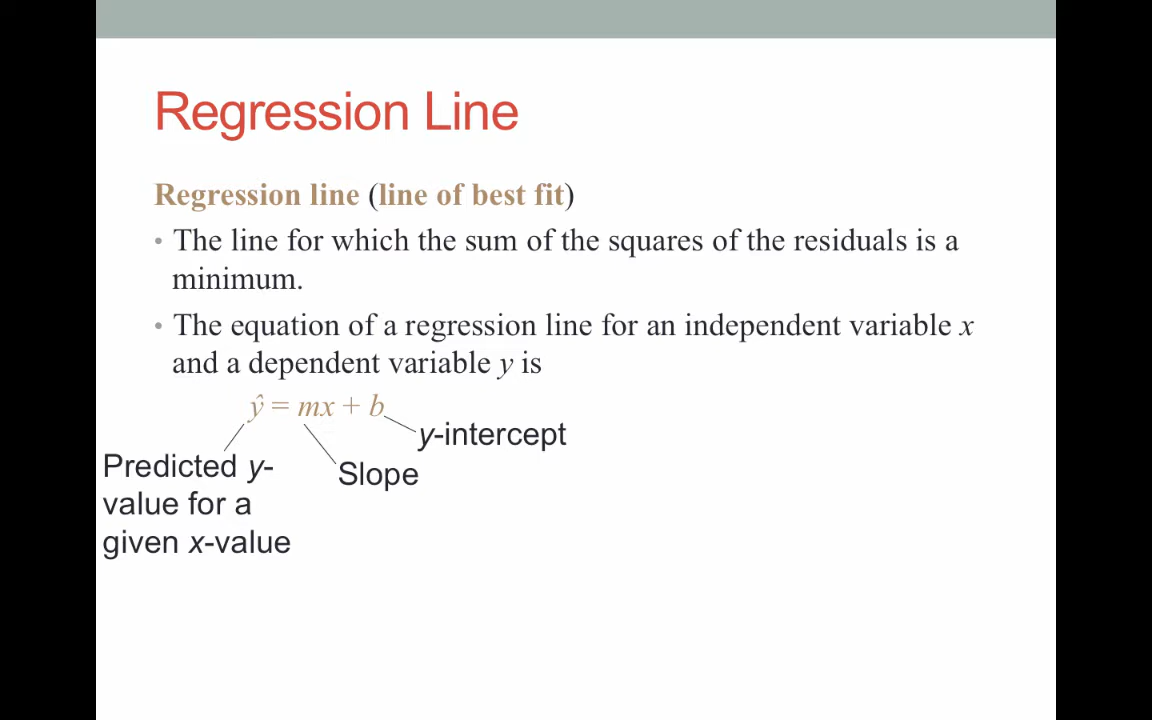 Regression Line
Regression line (line of best fit)
• The line for which the sum of the squares of the residuals is a
minimum.
• The equation of a regression line for an independent variable x
and a dependent variable y is
ŷ = mx + b
y-intercept
Predicted y-
value for a
given x-value
Slope